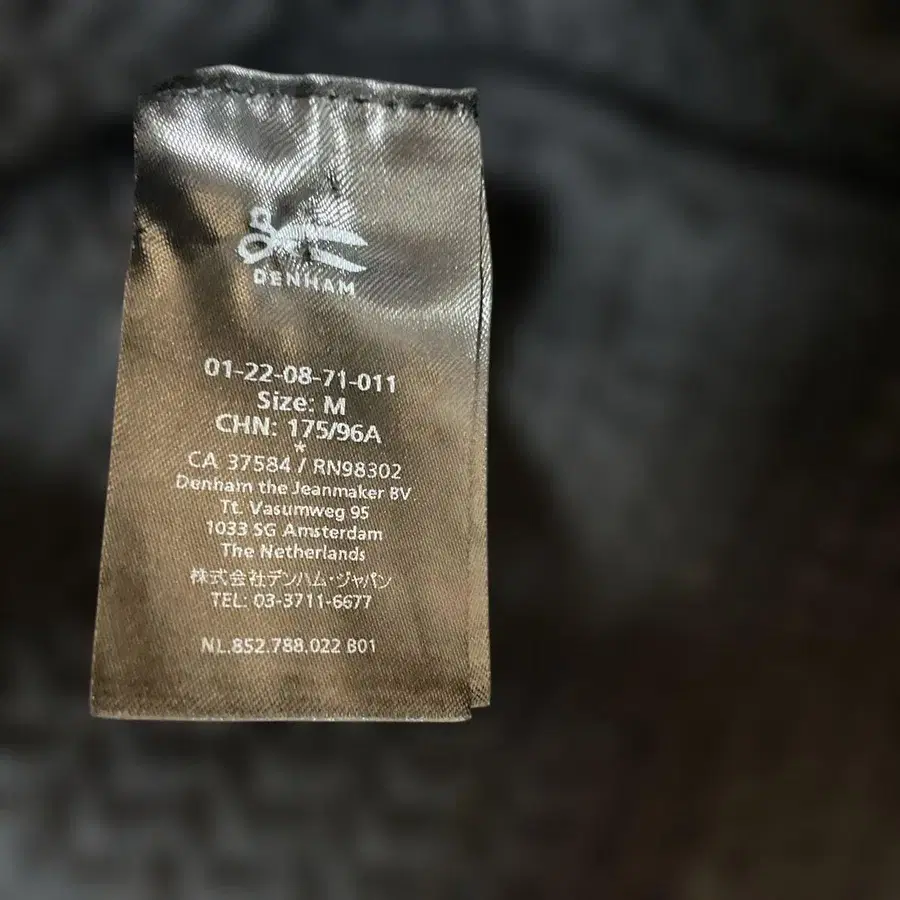 DENHAM
01-22-08-71-011
Size: M
CHN: 175/96A
*
CA 37584 / RN98302
Denham the Jeanmaker BV
Tt. Vasumweg 95
1033 SG Amsterdam
The Netherlands
株式会社デンハム・ジャパン
TEL: 03-3711-6677
NL.852.788.022 B01